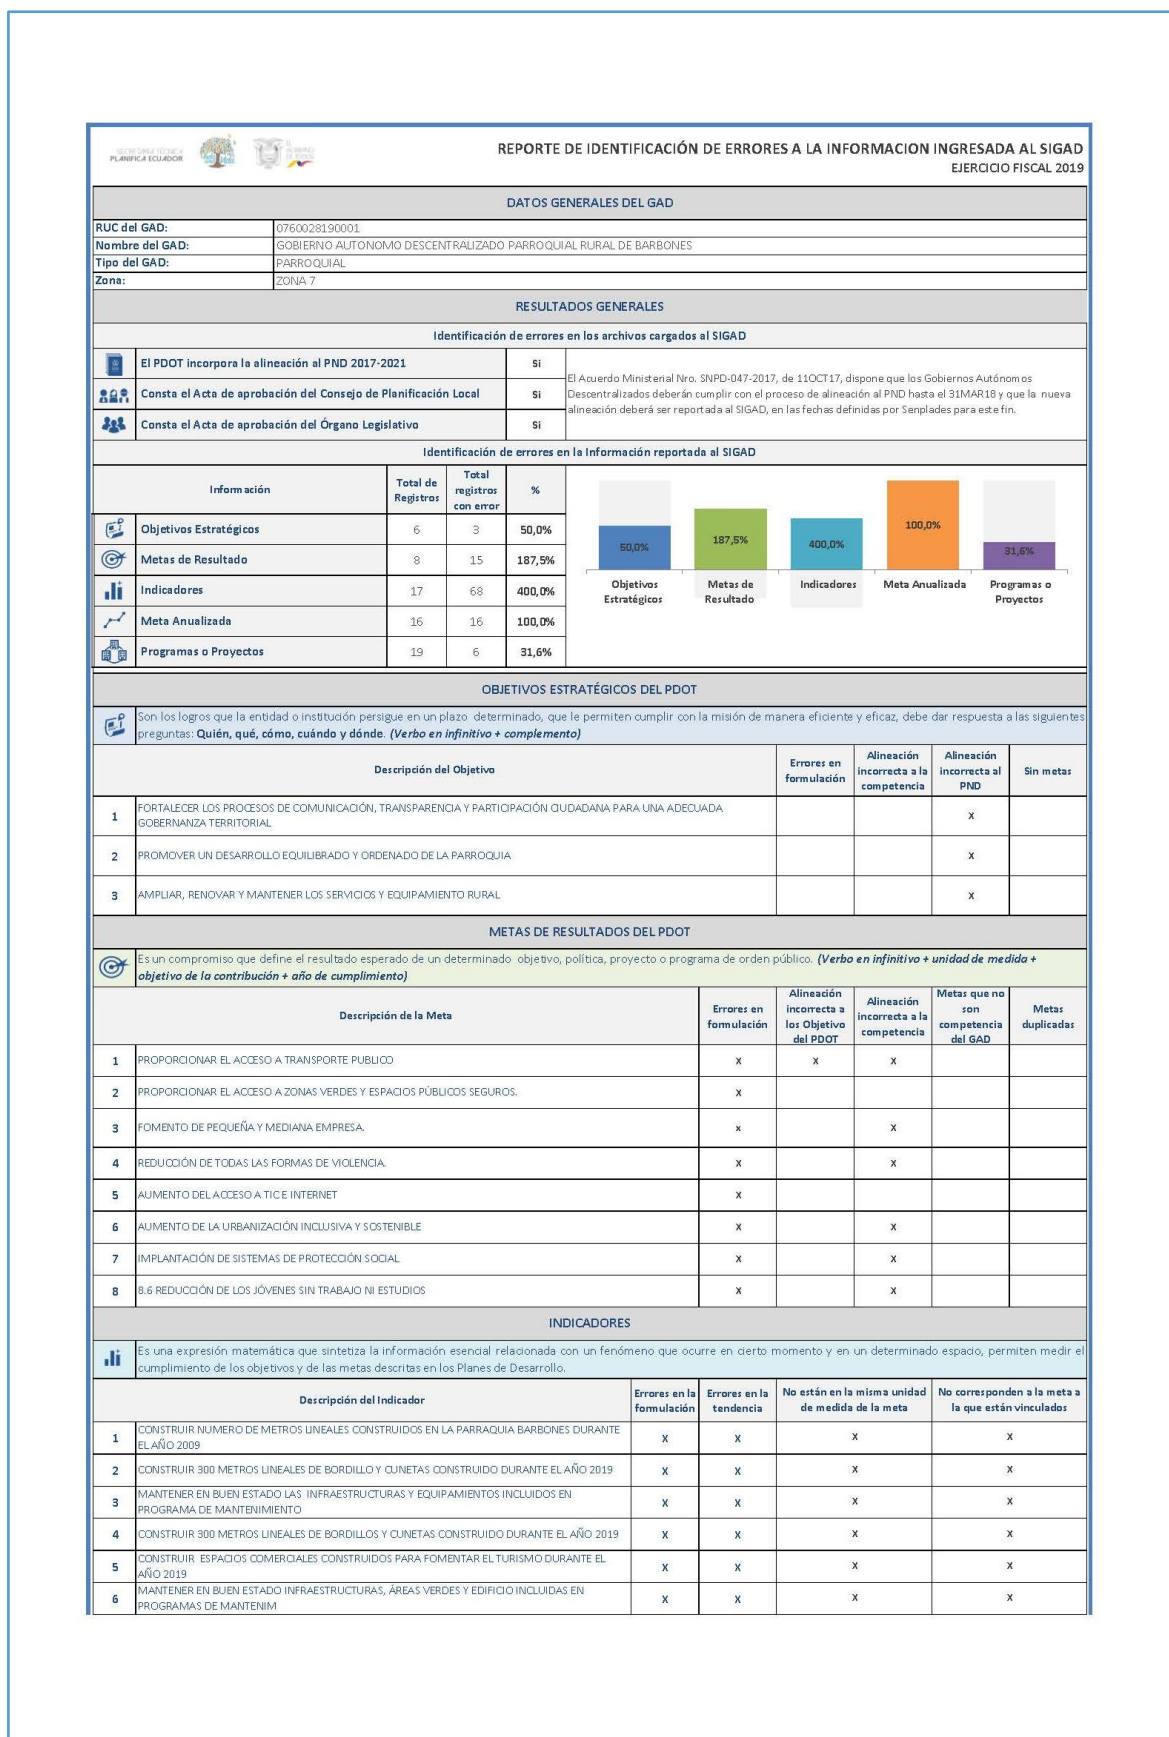 SECRETARÍA TÉCNICA
PLANIFICA ECUADOR
REPORTE DE IDENTIFICACIÓN DE ERRORES A LA INFORMACION INGRESADA AL SIGAD
EJERCICIO FISCAL 2019
DATOS GENERALES DEL GAD
RUC del GAD: 0760028190001
Nombre del GAD: GOBIERNO AUTONOMO DESCENTRALIZADO PARROQUIAL RURAL DE BARBONES
Tipo del GAD: PARROQUIAL
Zona: ZONA 7
RESULTADOS GENERALES
Identificación de errores en los archivos cargados al SIGAD
El PDOT incorpora la alineación al PND 2017-2021 Si
Consta el Acta de aprobación del Consejo de Planificación Local Si
Consta el Acta de aprobación del Órgano Legislativo Si
El Acuerdo Ministerial Nro. SNPD-047-2017, de 11OCT17, dispone que los Gobiernos Autónomos
Descentralizados deberán cumplir con el proceso de alineación al PND hasta el 31MAR18 y que la nueva
alineación deberá ser reportada al SIGAD, en las fechas definidas por Senplades para este fin.
Identificación de errores en la Información reportada al SIGAD
Información Total de Registros Total registros con error %
Objetivos Estratégicos 6 3 50,0%
Metas de Resultado 8 15 187,5%
Indicadores 17 68 400,0%
Meta Anualizada 16 16 100,0%
Programas o Proyectos 19 6 31,6%
50,0% 187,5% 400,0% 100,0% 31,6%
Objetivos Estratégicos Metas de Resultado Indicadores Meta Anualizada Programas o Proyectos
OBJETIVOS ESTRATÉGICOS DEL PDOT
Son los logros que la entidad o institución persigue en un plazo determinado, que le permiten cumplir con la misión de manera eficiente y eficaz, debe dar respuesta a las siguientes
preguntas: Quién, qué, cómo, cuándo y dónde. (Verbo en infinitivo + complemento)
Descripción del Objetivo Errores en formulación Alineación incorrecta a la competencia Alineación incorrecta al PND Sin metas
1 FORTALECER LOS PROCESOS DE COMUNICACIÓN, TRANSPARENCIA Y PARTICIPACIÓN CIUDADANA PARA UNA ADECUADA
GOBERNANZA TERRITORIAL X
2 PROMOVER UN DESARROLLO EQUILIBRADO Y ORDENADO DE LA PARROQUIA X
3 AMPLIAR, RENOVAR Y MANTENER LOS SERVICIOS Y EQUIPAMIENTO RURAL X
METAS DE RESULTADOS DEL PDOT
Es un compromiso que define el resultado esperado de un determinado objetivo, política, proyecto o programa de orden público. (Verbo en infinitivo + unidad de medida +
objetivo de la contribución + año de cumplimiento)
Descripción de la Meta Errores en formulación Alineación incorrecta a los Objetivo del PDOT Alineación incorrecta a la competencia Metas que no son competencia del GAD Metas duplicadas
1 PROPORCIONAR EL ACCESO A TRANSPORTE PUBLICO X X X
2 PROPORCIONAR EL ACCESO A ZONAS VERDES Y ESPACIOS PÚBLICOS SEGUROS. X
3 FOMENTO DE PEQUEÑA Y MEDIANA EMPRESA. x X
4 REDUCCIÓN DE TODAS LAS FORMAS DE VIOLENCIA. X X
5 AUMENTO DEL ACCESO A TIC E INTERNET X
6 AUMENTO DE LA URBANIZACIÓN INCLUSIVA Y SOSTENIBLE X X
7 IMPLANTACIÓN DE SISTEMAS DE PROTECCIÓN SOCIAL X X
8 8.6 REDUCCIÓN DE LOS JÓVENES SIN TRABAJO NI ESTUDIOS X X
INDICADORES
Es una expresión matemática que sintetiza la información esencial relacionada con un fenómeno que ocurre en cierto momento y en un determinado espacio, permiten medir el
cumplimiento de los objetivos y de las metas descritas en los Planes de Desarrollo.
Descripción del Indicador Errores en la formulación Errores en la tendencia No están en la misma unidad de medida de la meta No corresponden a la meta a la que están vinculados
1 CONSTRUIR NUMERO DE METROS LINEALES CONSTRUIDOS EN LA PARRAQUIA BARBONES DURANTE
EL AÑO 2009 X X X X
2 CONSTRUIR 300 METROS LINEALES DE BORDILLO Y CUNETAS CONSTRUIDO DURANTE EL AÑO 2019 X X X X
3 MANTENER EN BUEN ESTADO LAS INFRAESTRUCTURAS Y EQUIPAMIENTOS INCLUIDOS EN
PROGRAMA DE MANTENIMIENTO X X X X
4 CONSTRUIR 300 METROS LINEALES DE BORDILLOS Y CUNETAS CONSTRUIDO DURANTE EL AÑO 2019 X X X X
5 CONSTRUIR ESPACIOS COMERCIALES CONSTRUIDOS PARA FOMENTAR EL TURISMO DURANTE EL
AÑO 2019 X X X X
6 MANTENER EN BUEN ESTADO INFRAESTRUCTURAS, ÁREAS VERDES Y EDIFICIO INCLUIDAS EN
PROGRAMAS DE MANTENIM X X X X